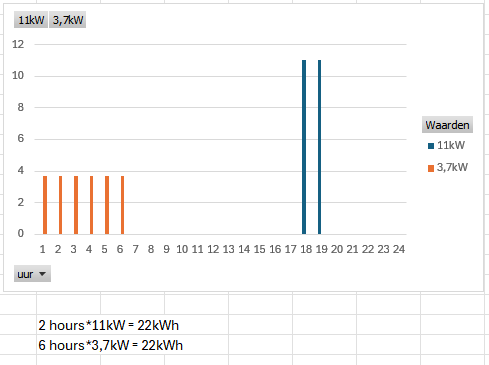 11kW 3,7kW
12
10
8
6
4
2
0
1 2 3 4 5 6 7 8 9 10 11 12 13 14 15 16 17 18 19 20 21 22 23 24
Waarden
11kW
3,7kW
uur
2 hours*11kW = 22kWh
6 hours*3,7kW = 22kWh